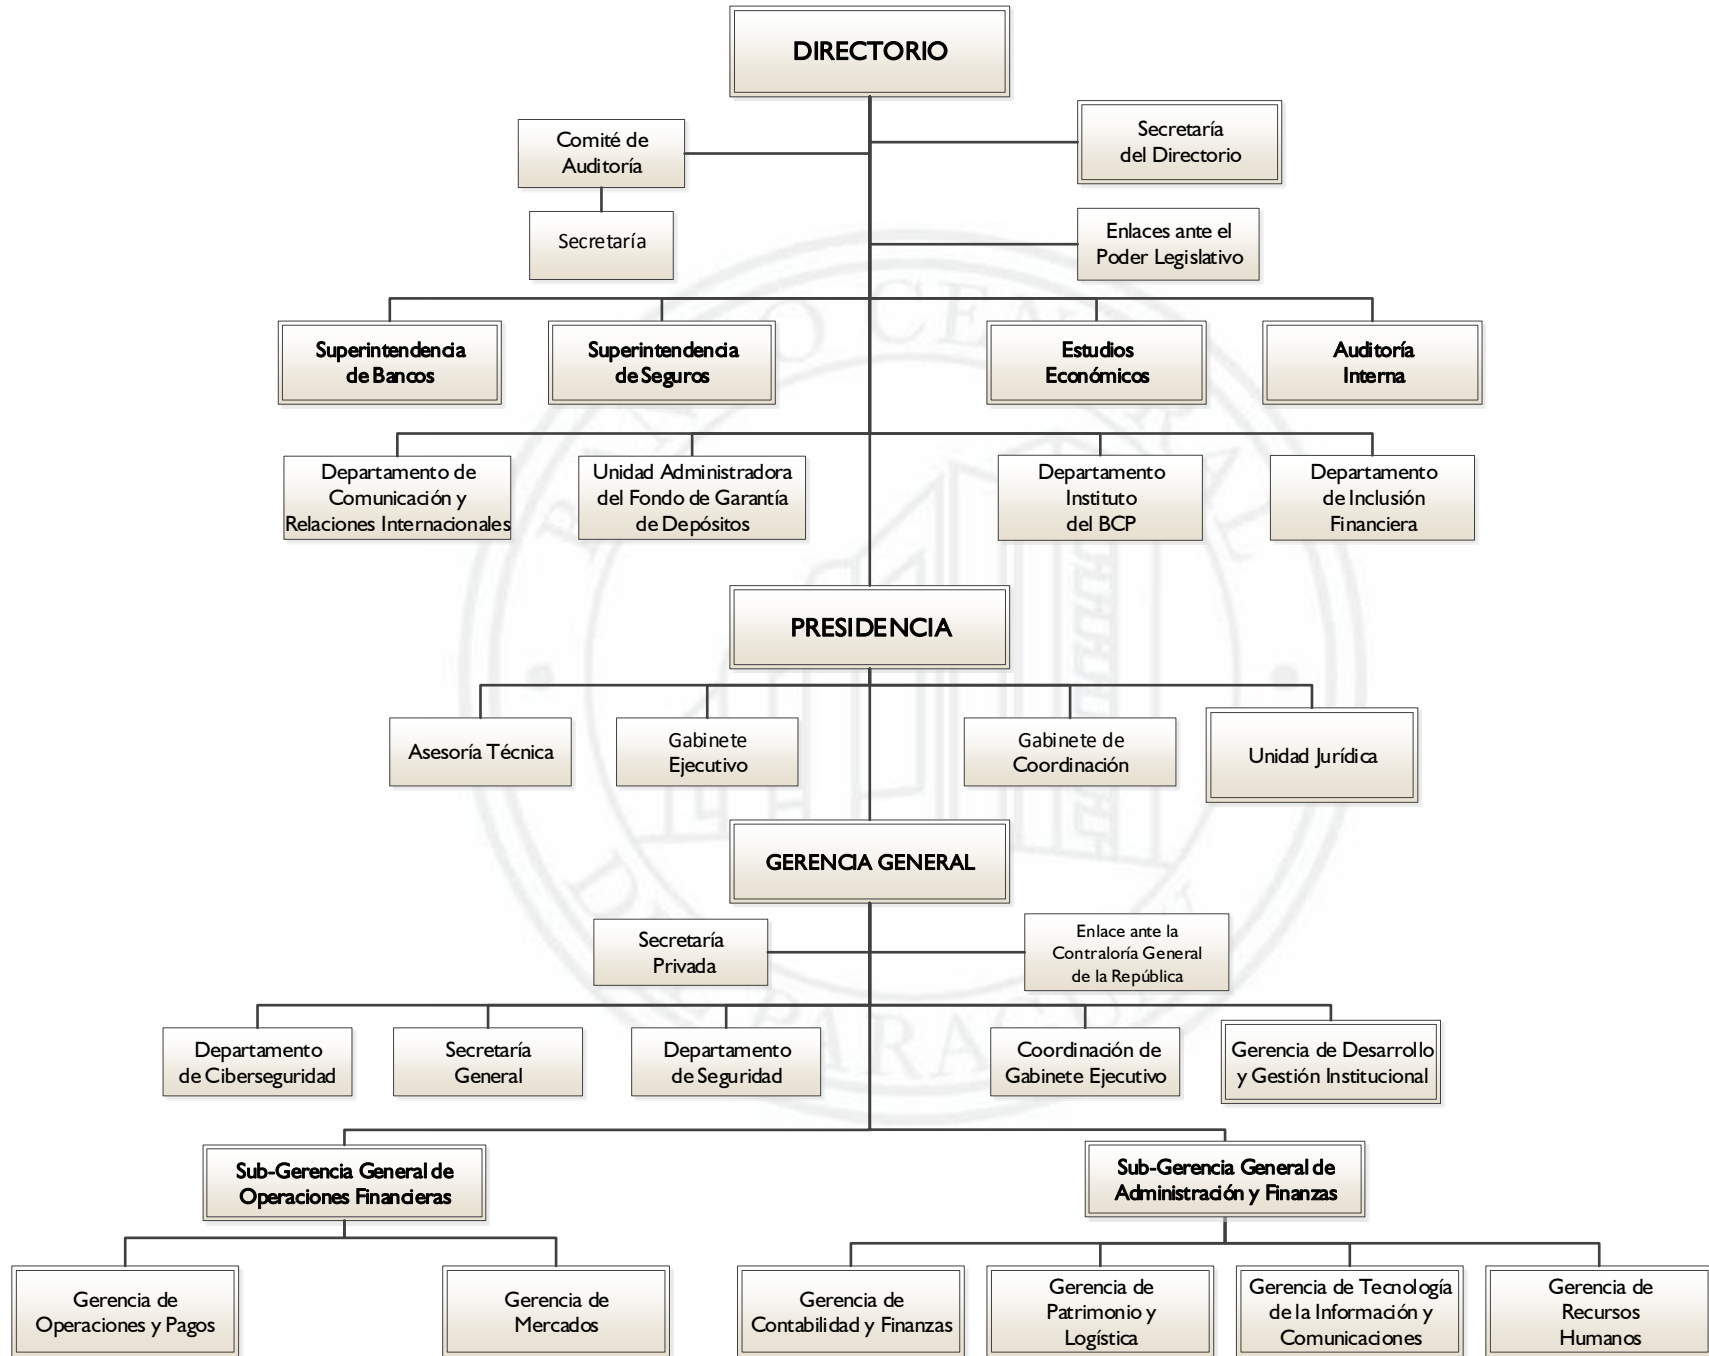 DIRECTORIO
Comité de
Auditoría
Secretaría
del Directorio
Secretaría
Enlaces ante el
Poder Legislativo
Superintendencia
de Bancos
Superintendencia
de Seguros
Estudios
Económicos
Auditoría
Interna
Departamento de
Comunicación y
Relaciones Internacionales
Unidad Administradora
del Fondo de Garantía
de Depósitos
Departamento
Instituto
del BCP
Departamento
de Inclusión
Financiera
PRESIDENCIA
Asesoría Técnica
Gabinete
Ejecutivo
Gabinete de
Coordinación
Unidad Jurídica
GERENCIA GENERAL
Secretaría
Privada
Enlace ante la
Contraloría General
de la República
Departamento
de Ciberseguridad
Secretaría
General
Departamento
de Seguridad
Coordinación de
Gabinete Ejecutivo
Gerencia de Desarrollo
y Gestión Institucional
Sub-Gerencia General de
Operaciones Financieras
Sub-Gerencia General de
Administración y Finanzas
Gerencia de
Operaciones y Pagos
Gerencia de
Mercados
Gerencia de
Contabilidad y Finanzas
Gerencia de
Patrimonio y
Logística
Gerencia de Tecnología
de la Información y
Comunicaciones
Gerencia de
Recursos
Humanos
BANCO CENTRAL
DEL PARAGUAY